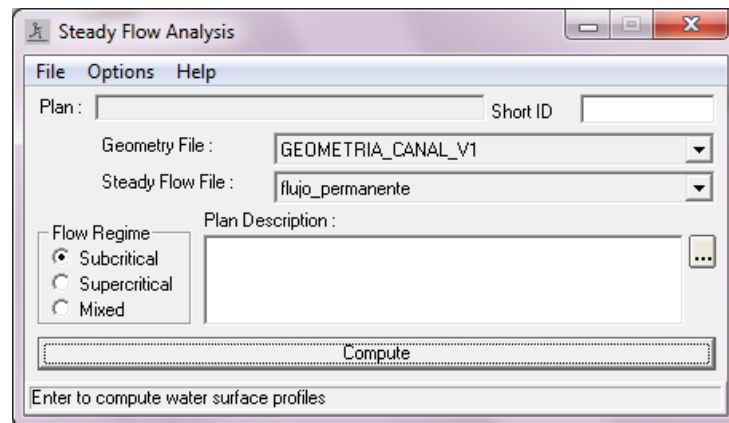 Steady Flow Analysis
File Options Help
Plan : Short ID
Geometry File : GEOMETRIA_CANAL_V1
Steady Flow File : flujo_permanente
Plan Description :
Flow Regime
Subcritical
...
Supercritical
Mixed
Compute
Enter to compute water surface profiles